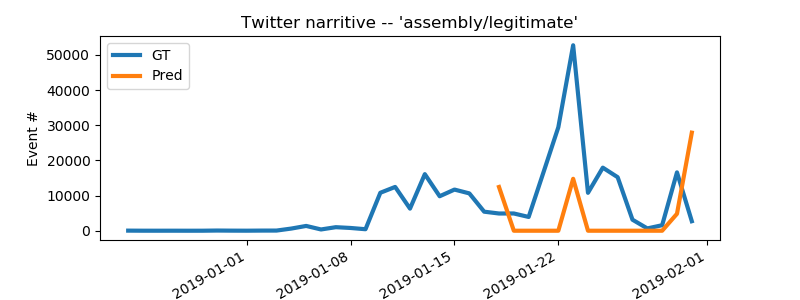 Twitter narritive -- 'assembly/legitimate'
GT
Pred
Event #
50000
40000
30000
20000
10000
0
2019-01-01
2019-01-08
2019-01-15
2019-01-22
2019-02-01